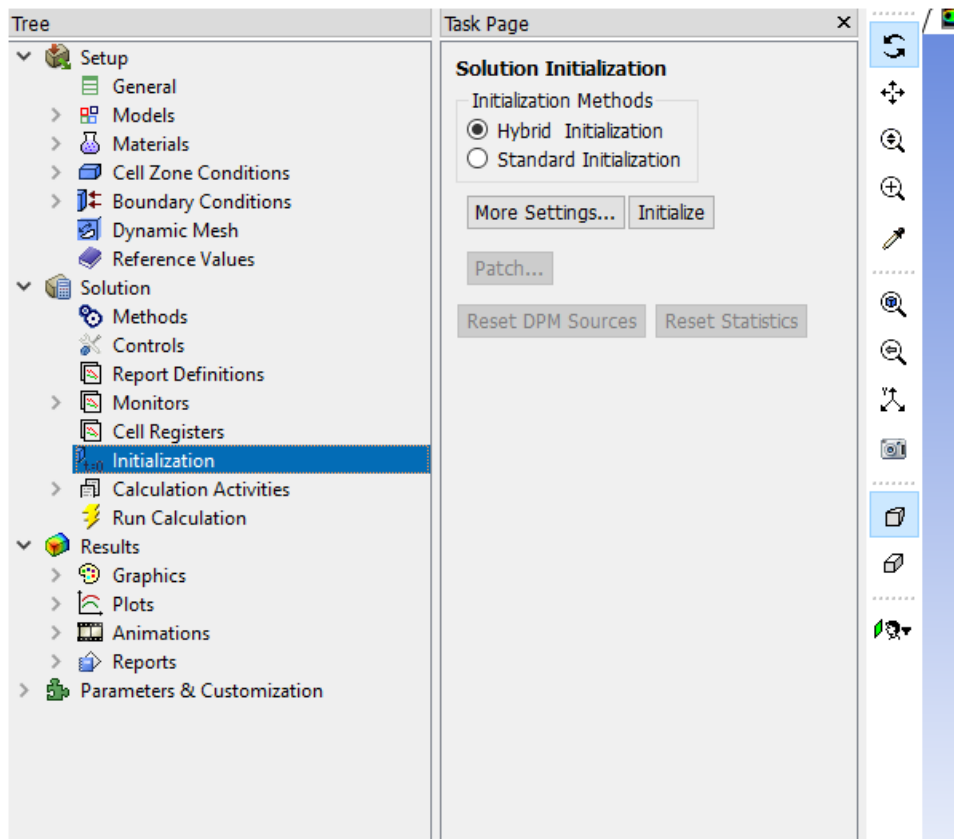 Tree
Setup
General
Models
Materials
Cell Zone Conditions
Boundary Conditions
Dynamic Mesh
Reference Values
Solution
Methods
Controls
Report Definitions
Monitors
Cell Registers
Initialization
Calculation Activities
Run Calculation
Results
Graphics
Plots
Animations
Reports
Parameters & Customization
Task Page
Solution Initialization
Initialization Methods
Hybrid Initialization
Standard Initialization
More Settings... Initialize
Patch...
Reset DPM Sources Reset Statistics